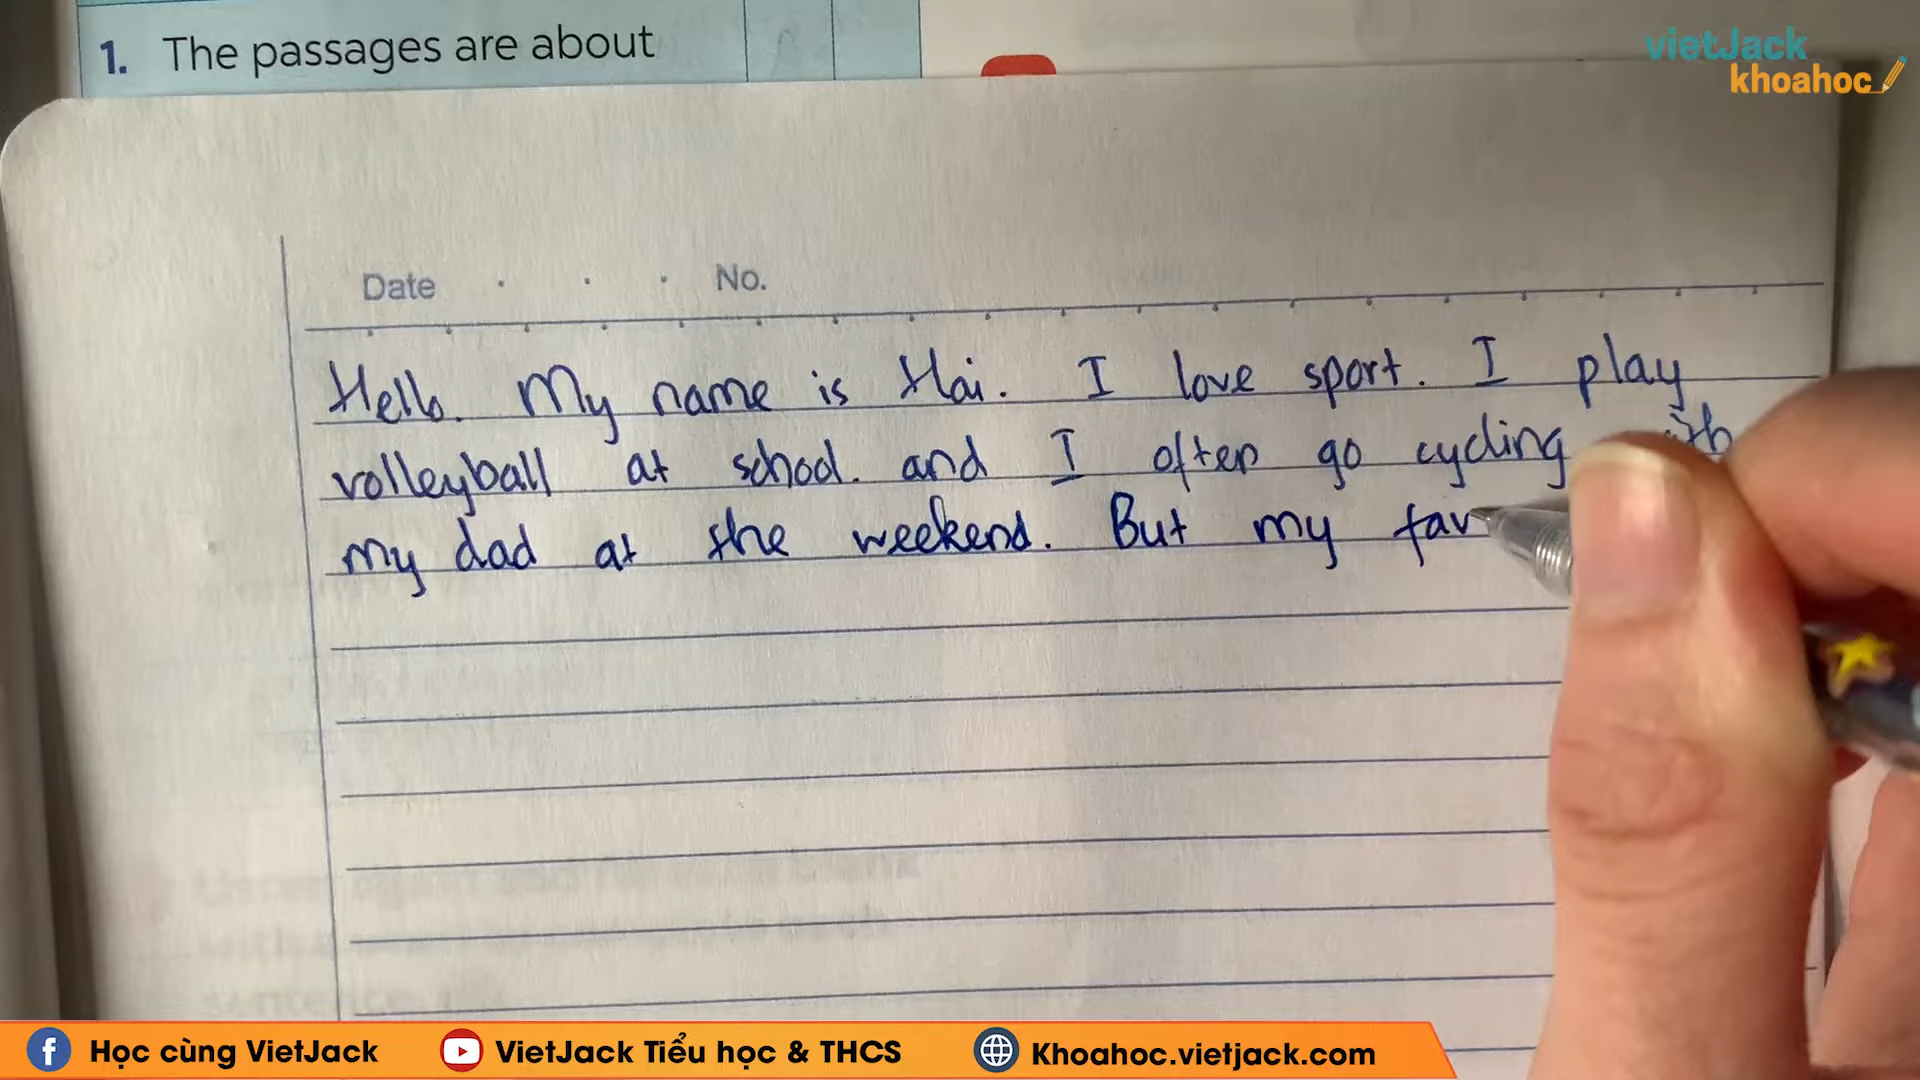 1. The passages are about
vietJack
khoahoc
Date No.
Hello. My name is Hai. I love sport. I play
volleyball at school. and I often go cycling
my dad at the weekend. But my fav
Học cùng VietJack
VietJack Tiểu học & THCS
Khoahoc.vietjack.com